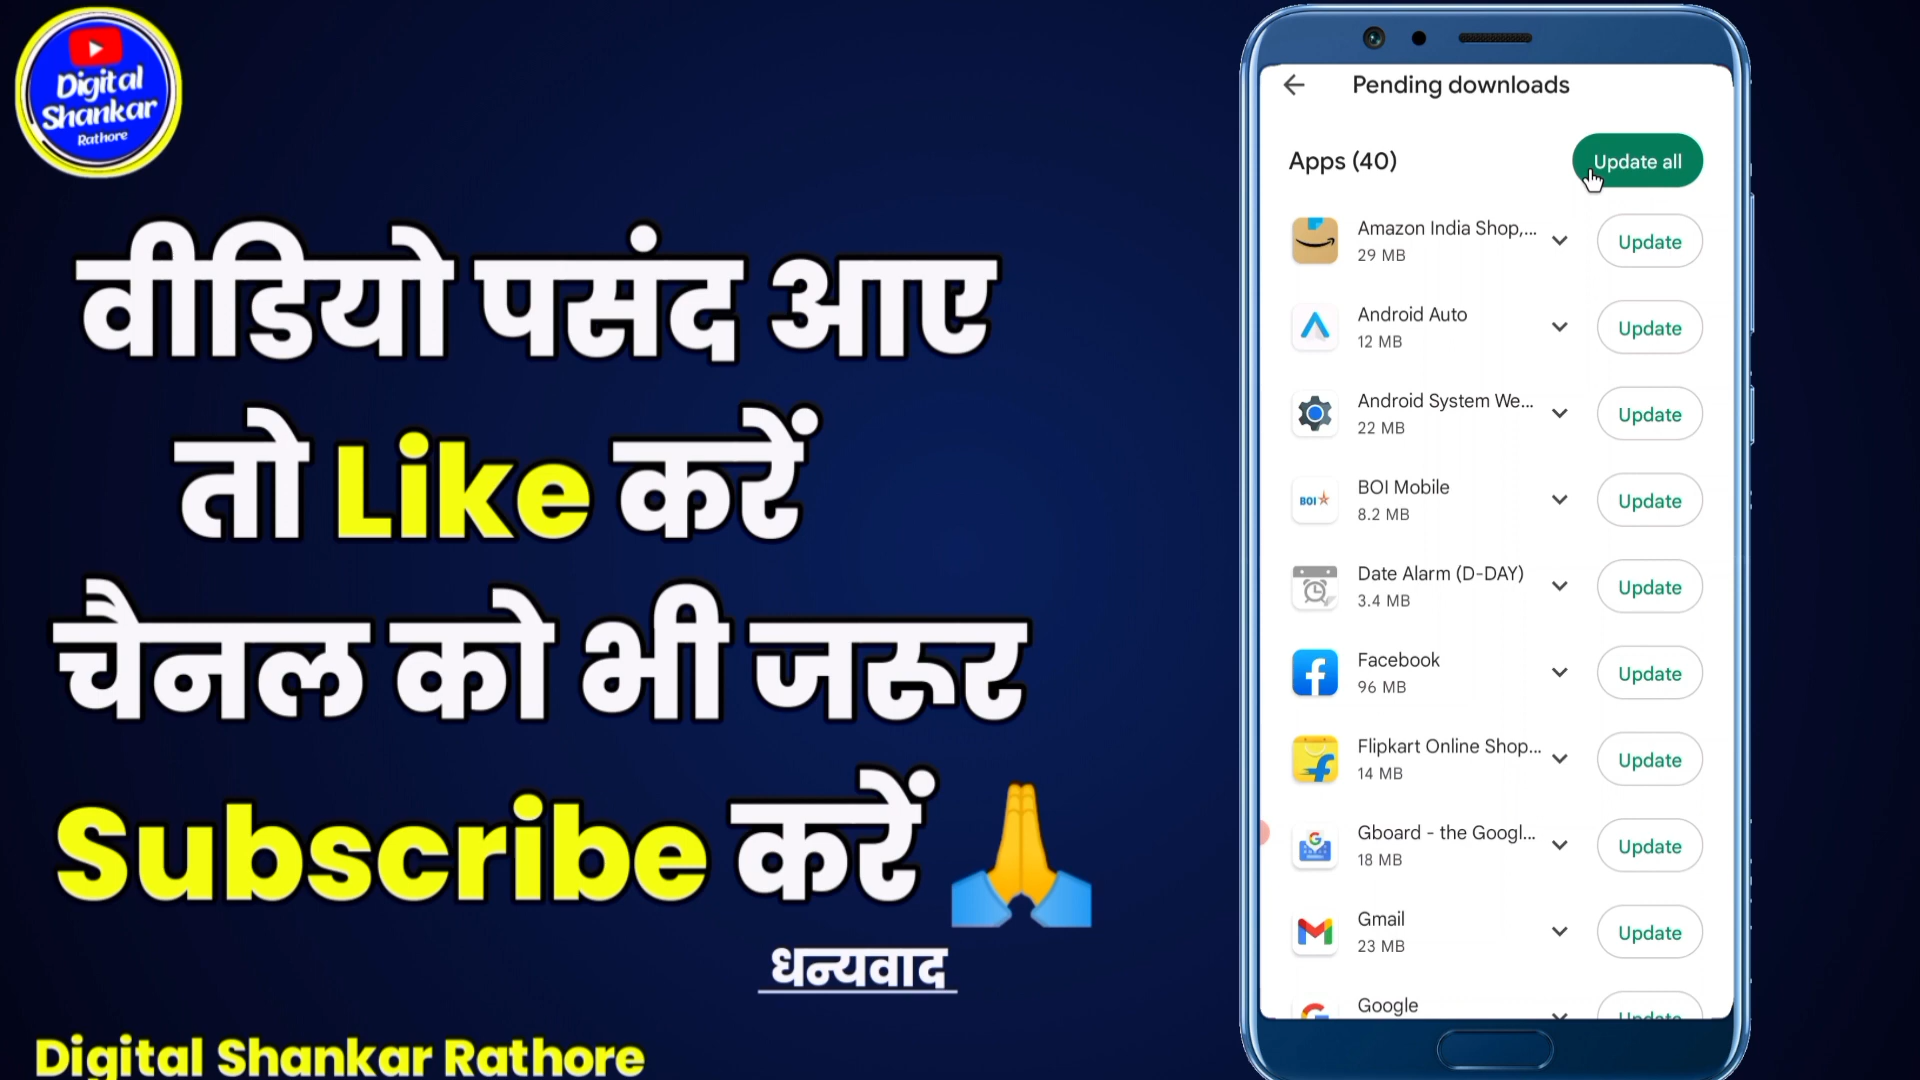 Digital
Shankar
Rathore
वीडियो पसंद आए
तो Like करें
चैनल को भी जरूर
Subscribe करें
धन्यवाद
Digital Shankar Rathore
Pending downloads
Apps (40)
Update all
Amazon India Shop,...
29 MB
Update
Android Auto
12 MB
Update
Android System We...
22 MB
Update
BOI
BOI Mobile
8.2 MB
Update
Date Alarm (D-DAY)
3.4 MB
Update
Facebook
96 MB
Update
Flipkart Online Shop...
14 MB
Update
Gboard - the Googl...
18 MB
Update
Gmail
23 MB
Update
Google
Update